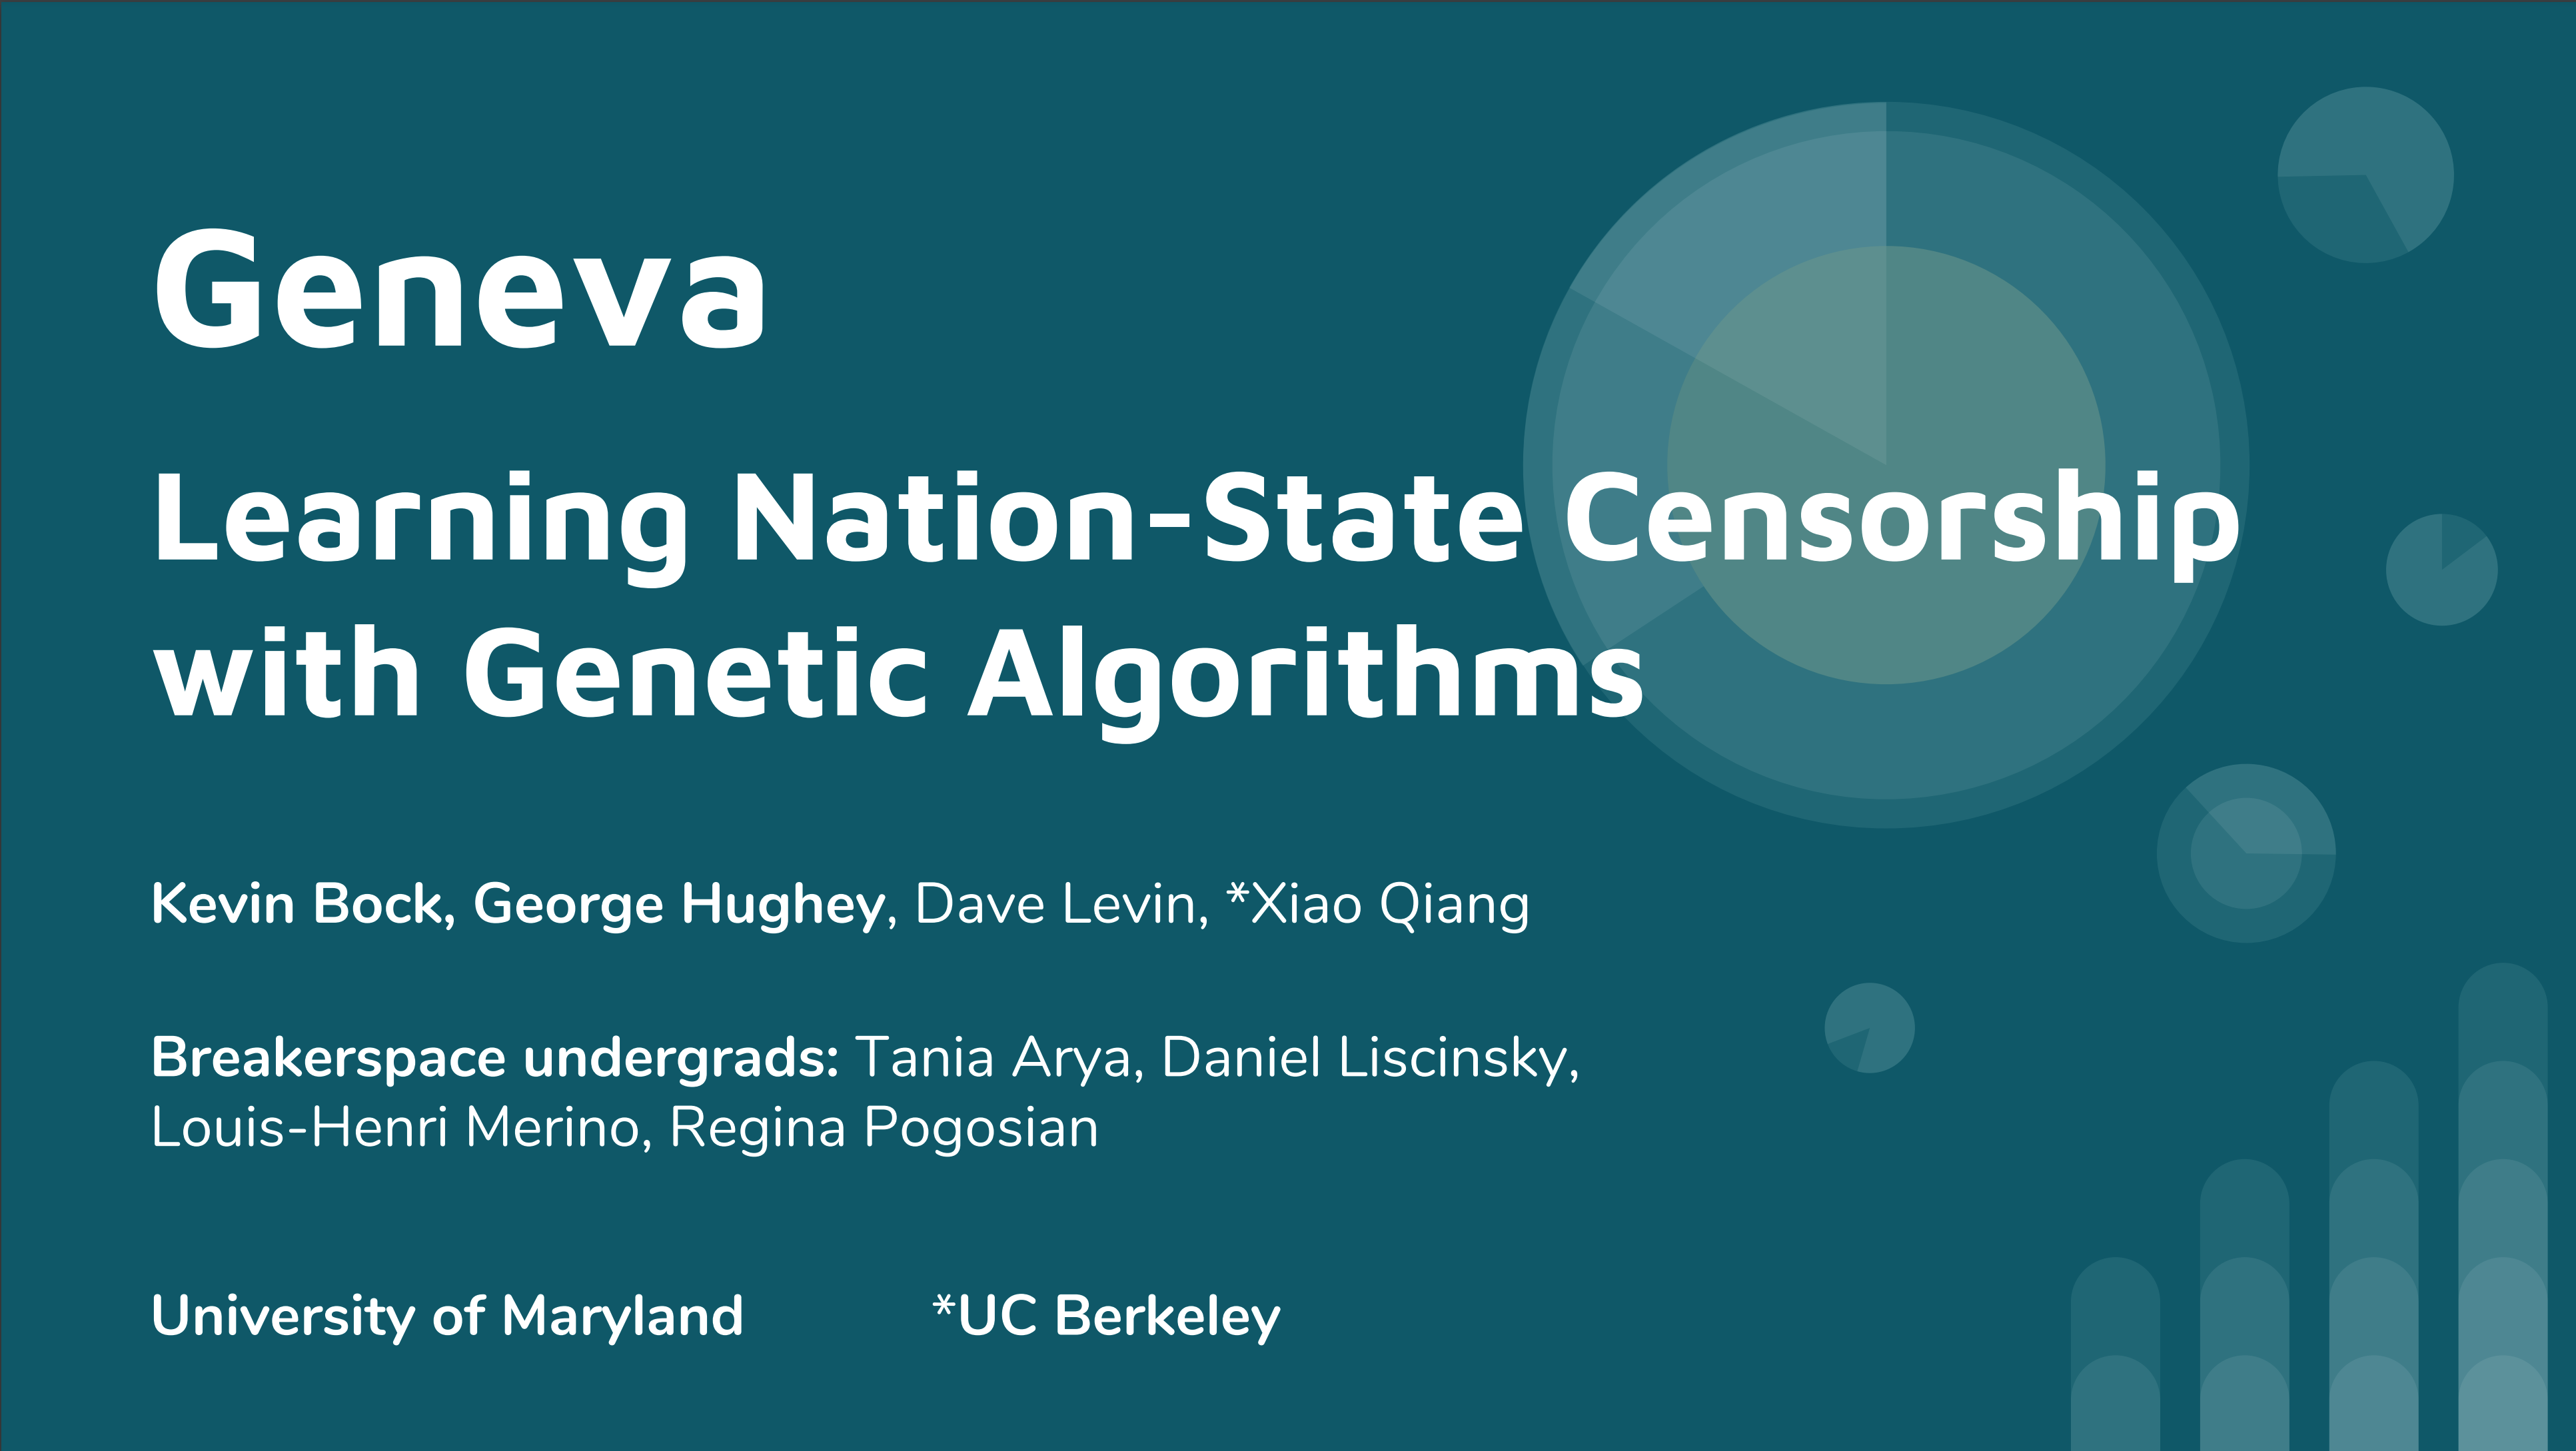 Geneva
Learning Nation-State Censorship
with Genetic Algorithms
Kevin Bock, George Hughey, Dave Levin, *Xiao Qiang
Breakerspace undergrads: Tania Arya, Daniel Liscinsky,
Louis-Henri Merino, Regina Pogosian
University of Maryland *UC Berkeley